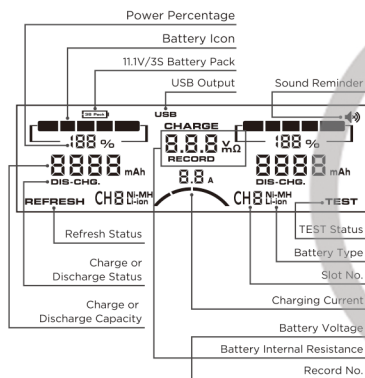 Power Percentage
Battery Icon
11.1V/3S Battery Pack
USB Output
Sound Reminder
3S Pack
USB
CHARGE
188 %
8.8.8 V mΩ
188 %
RECORD
8888 mAh
8.8 A
8888 mAh
DIS-CHG.
DIS-CHG.
REFRESH
CH8 Ni-MH Li-ion
CH8 Ni-MH Li-ion
TEST
Refresh Status
TEST Status
Battery Type
Charge or
Discharge Status
Slot No.
Charging Current
Charge or
Discharge Capacity
Battery Voltage
Battery Internal Resistance
Record No.